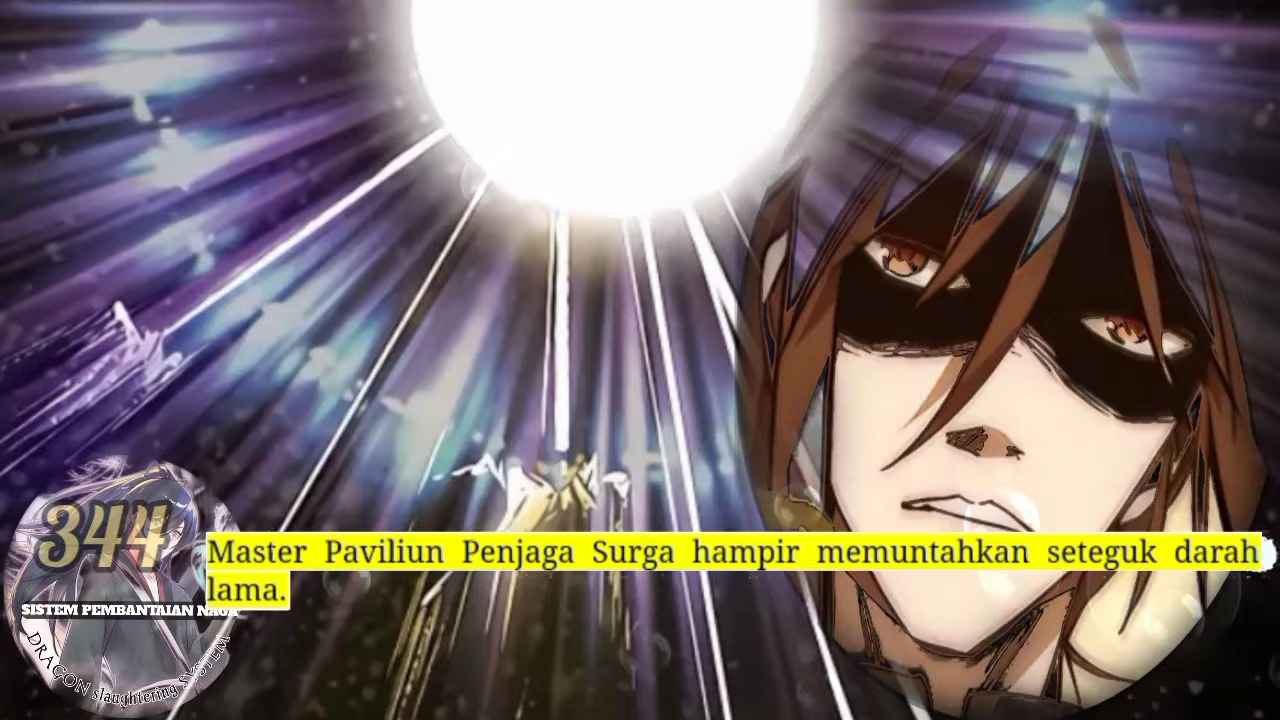 344
SISTEM PEMBANTAIAN NAGA
DRAGON slaughtering SYSTEM
Master Paviliun Penjaga Surga hampir memuntahkan seteguk darah
lama.